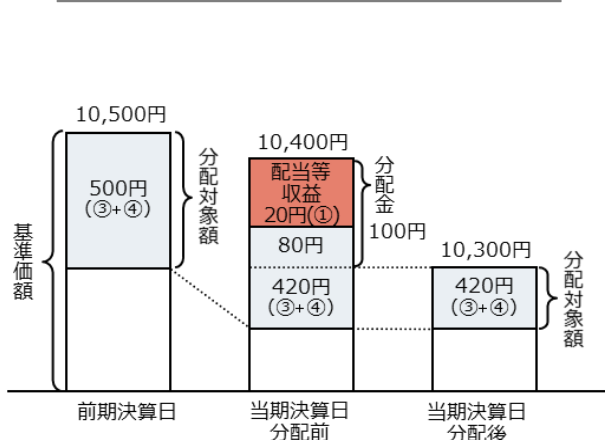 10,500円
500円
(③+④)
分配対象額
基準価額
前期決算日
10,400円
配当等
収益
20円(①)
80円
420円
(③+④)
分配金
100円
当期決算日
分配前
10,300円
420円
(③+④)
分配対象額
当期決算日
分配後